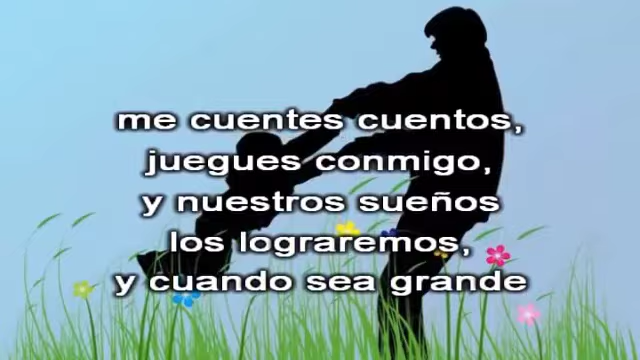 me cuentes cuentos,
juegues conmigo,
y nuestros sueños
los lograremos,
y cuando sea grande